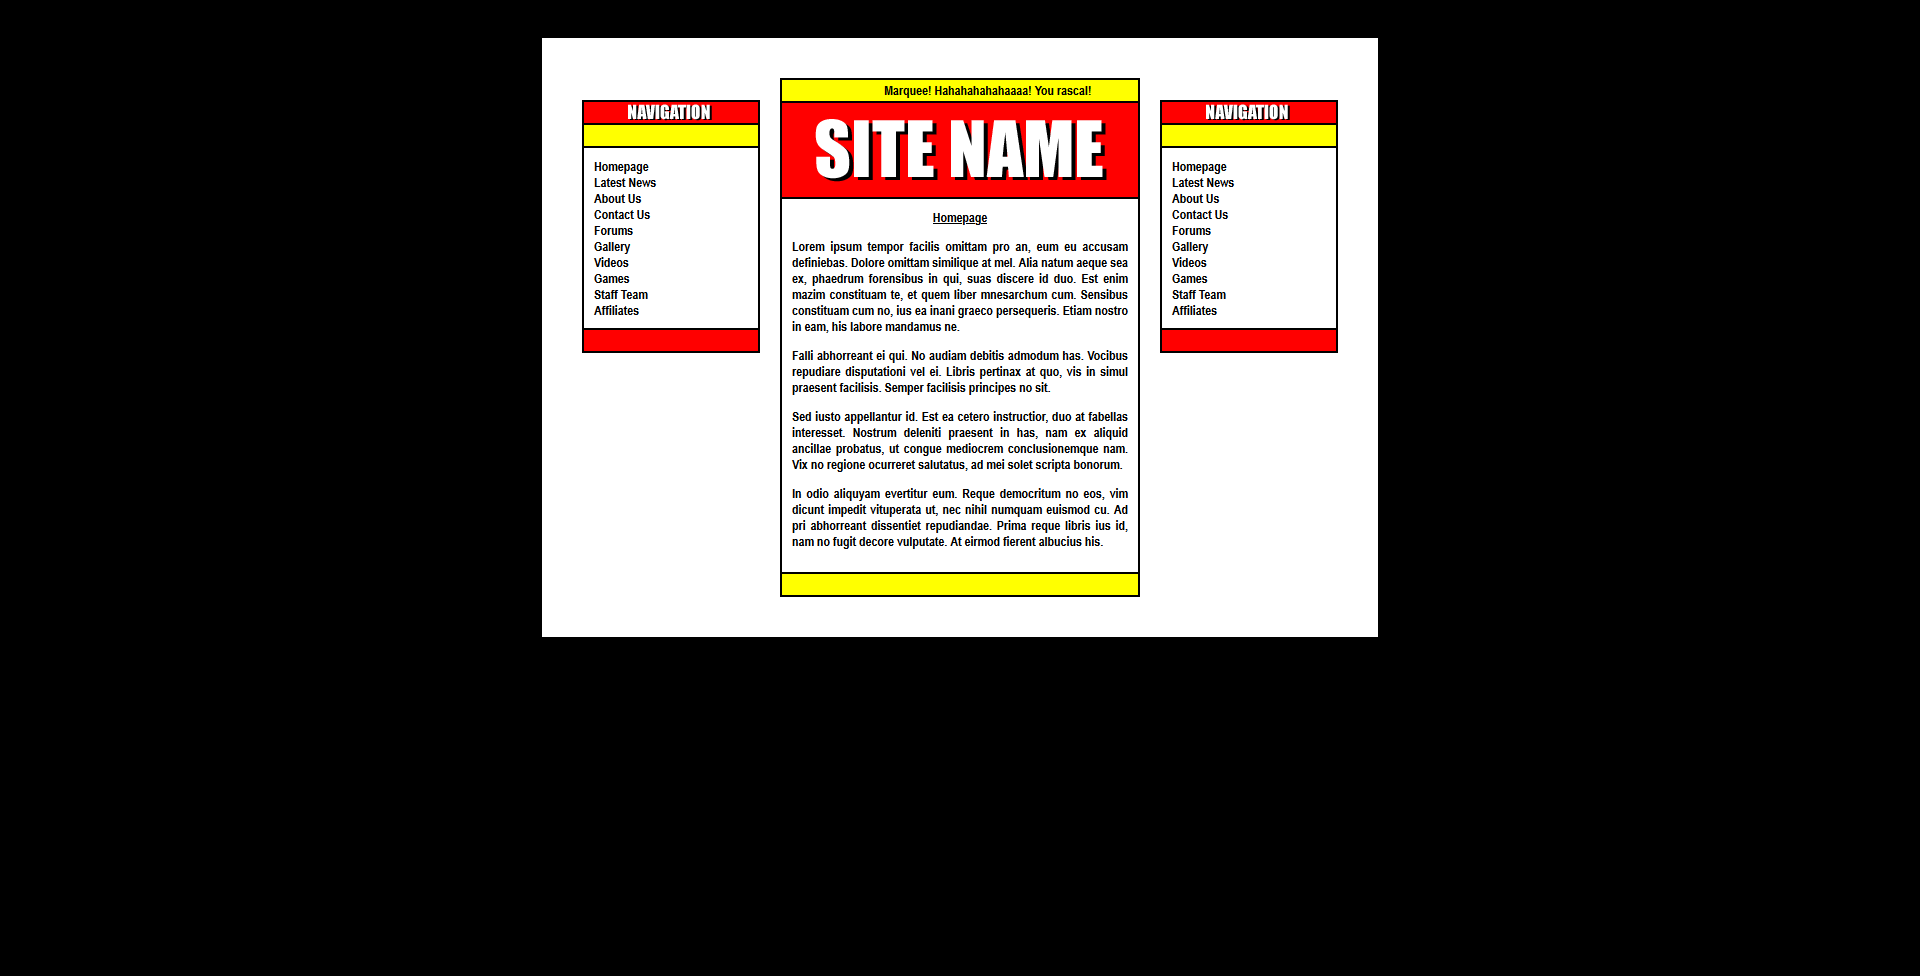 NAVIGATION
Homepage
Latest News
About Us
Contact Us
Forums
Gallery
Videos
Games
Staff Team
Affiliates
Marquee! Hahahahahahaaaa! You rascal!
SITE NAME
Homepage
Lorem ipsum tempor facilis omittam pro an, eum eu accusam
definiebas. Dolore omittam similique at mel. Alia natum aeque sea
ex, phaedrum forensibus in qui, suas discere id duo. Est enim
mazim constituam te, et quem liber mnesarchum cum. Sensibus
constituam cum no, ius ea inani graeco persequeris. Etiam nostro
in eam, his labore mandamus ne.
Falli abhorreant ei qui. No audiam debitis admodum has. Vocibus
repudiare disputationi vel ei. Libris pertinax at quo, vis in simul
praesent facilisis. Semper facilisis principes no sit.
Sed iusto appellantur id. Est ea cetero instructior, duo at fabellas
interesset. Nostrum deleniti praesent in has, nam ex aliquid
ancillae probatus, ut congue mediocrem conclusionemque nam.
Vix no regione ocurreret salutatus, ad mei solet scripta bonorum.
In odio aliquyam evertitur eum. Reque democritum no eos, vim
dicunt impedit vituperata ut, nec nihil numquam euismod cu. Ad
pri abhorreant dissentiet repudiandae. Prima reque libris ius id,
nam no fugit decore vulputate. At eirmod fierent albucius his.
NAVIGATION
Homepage
Latest News
About Us
Contact Us
Forums
Gallery
Videos
Games
Staff Team
Affiliates